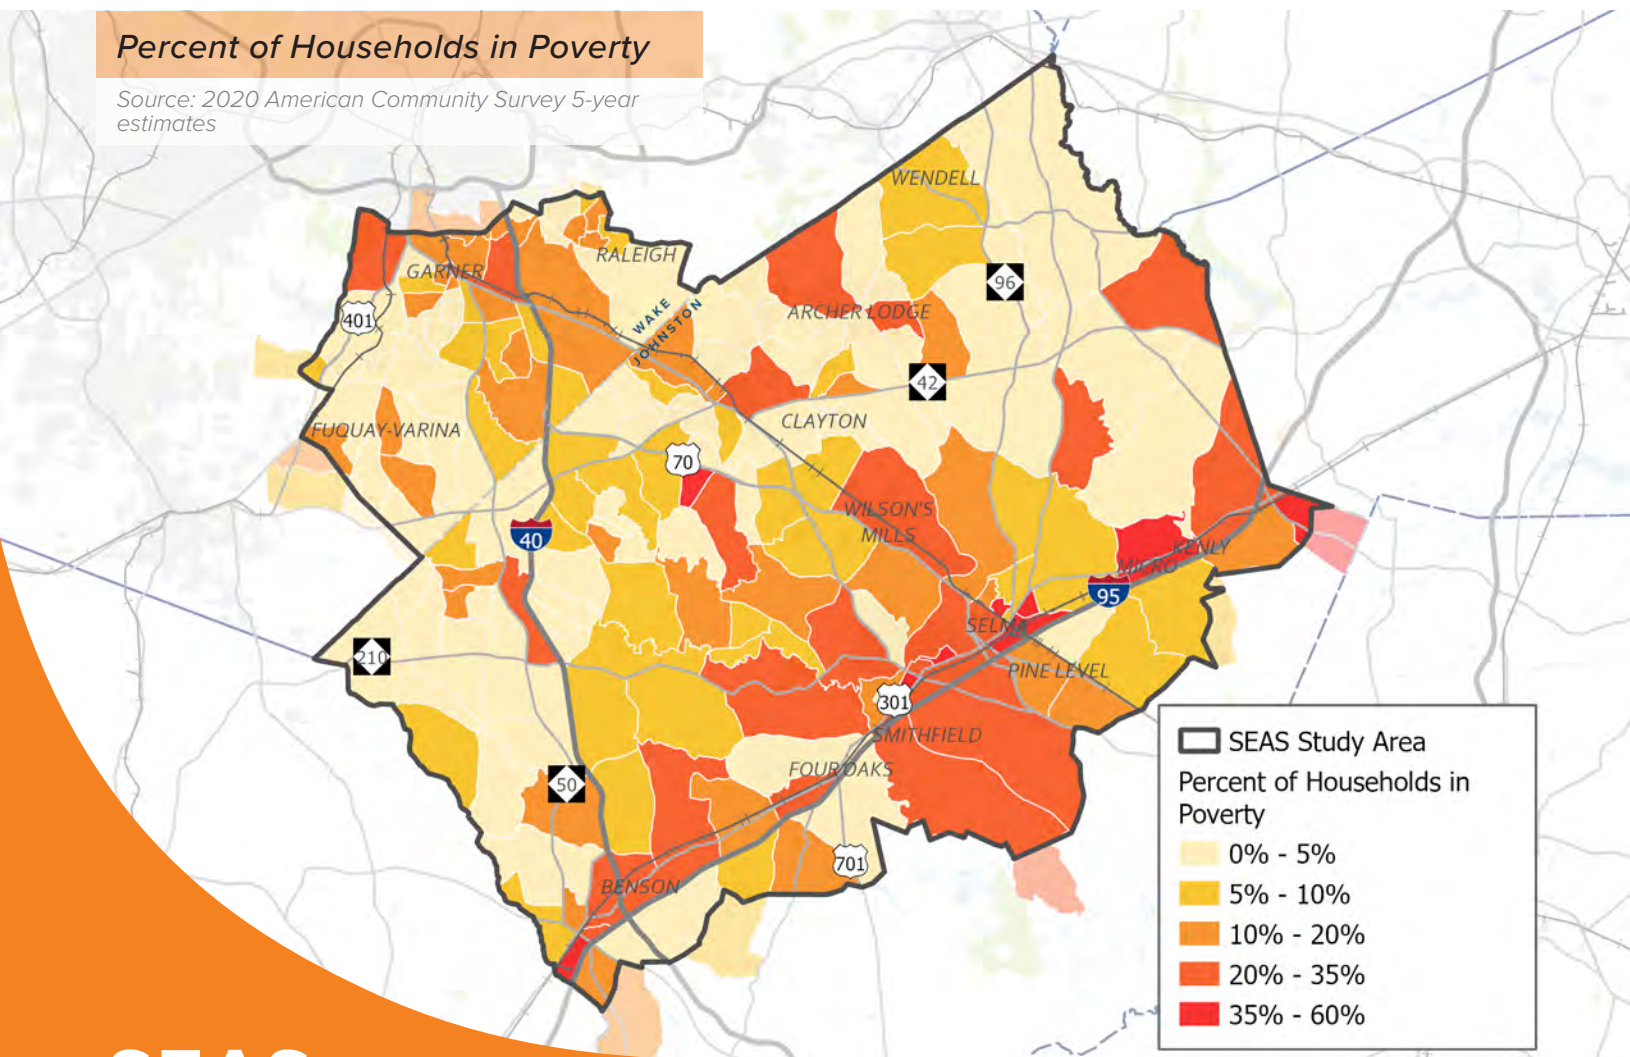 Percent of Households in Poverty
Source: 2020 American Community Survey 5-year
estimates
WENDELL
RALEIGH
GARNER
96
WAKE
JOHNSTON
ARCHER LODGE
401
42
CLAYTON
FUQUAY-VARINA
70
WILSON'S
MILLS
40
KENLY
MICRO
95
SELMA
210
PINE LEVEL
301
SMITHFIELD
FOUR OAKS
50
701
BENSON
SEAS Study Area
Percent of Households in
Poverty
0% - 5%
5% - 10%
10% - 20%
20% - 35%
35% - 60%
SEAS